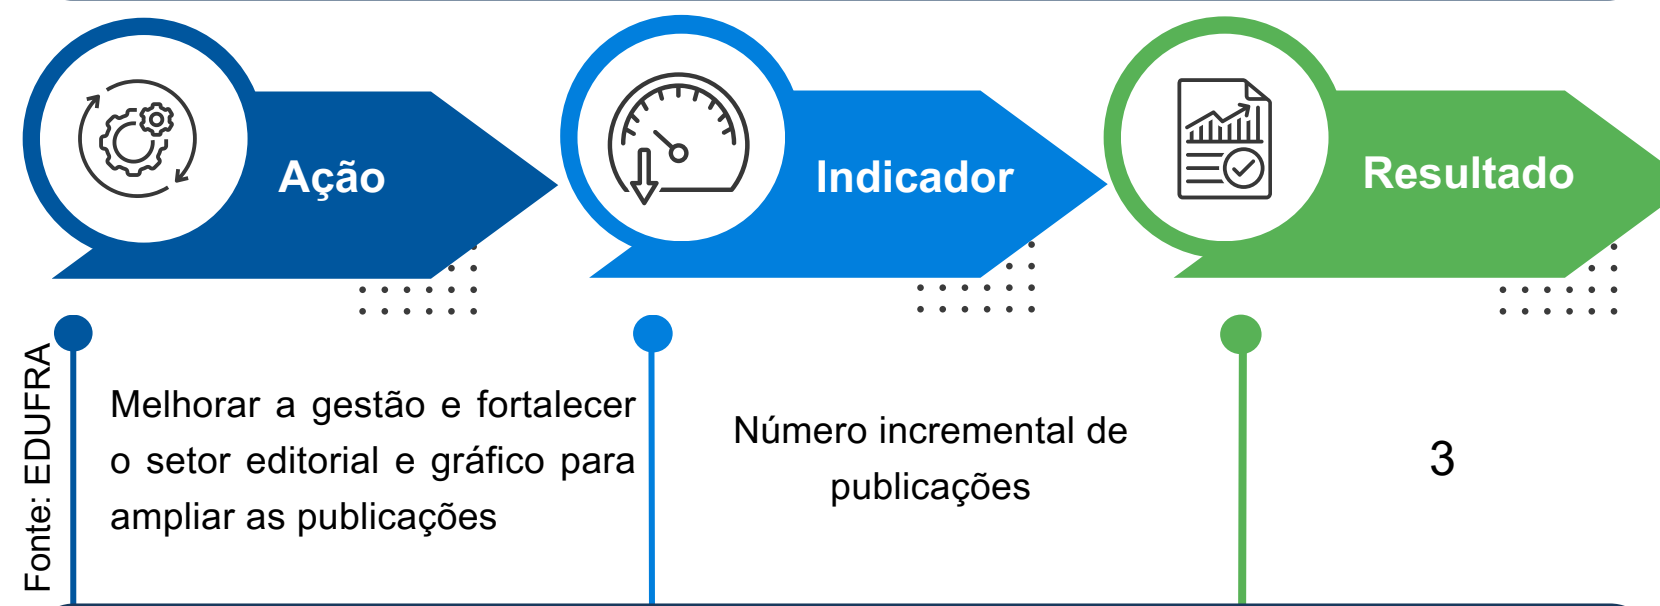 Ação
Indicador
Resultado
Fonte: EDUFRA
Melhorar a gestão e fortalecer
o setor editorial e gráfico para
ampliar as publicações
Número incremental de
publicações
3